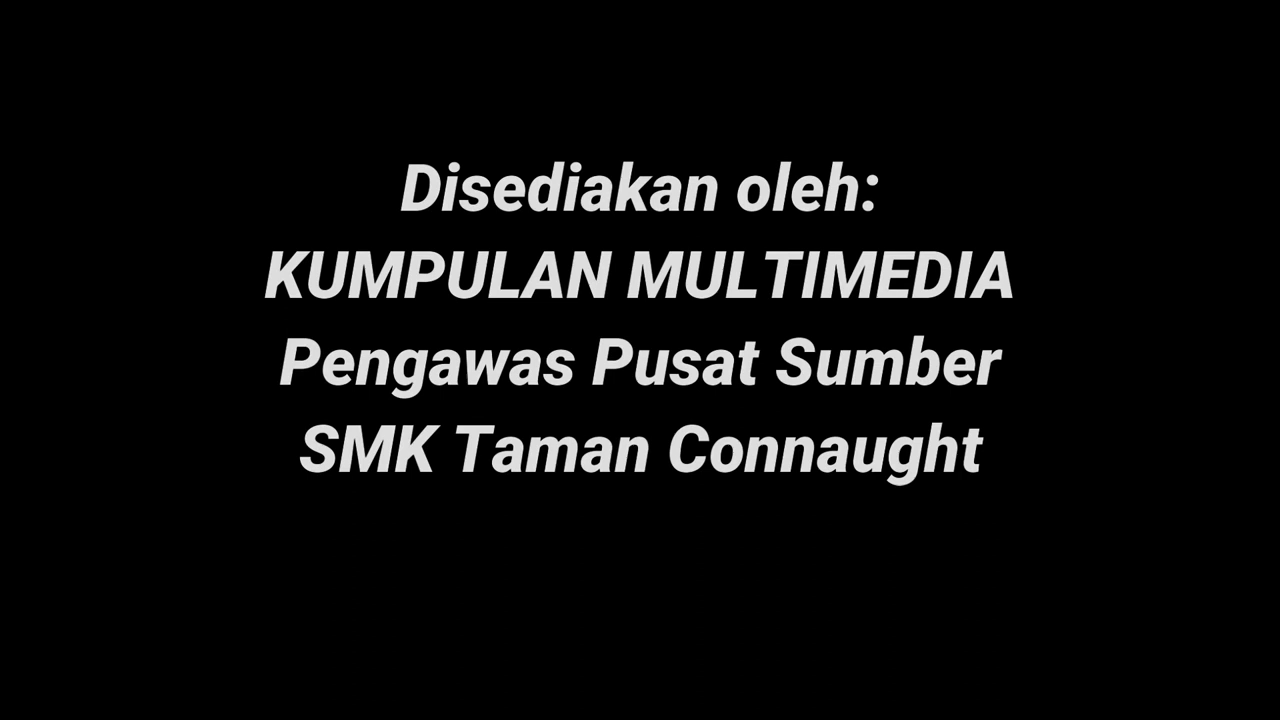 Disediakan oleh:
KUMPULAN MULTIMEDIA
Pengawas Pusat Sumber
SMK Taman Connaught